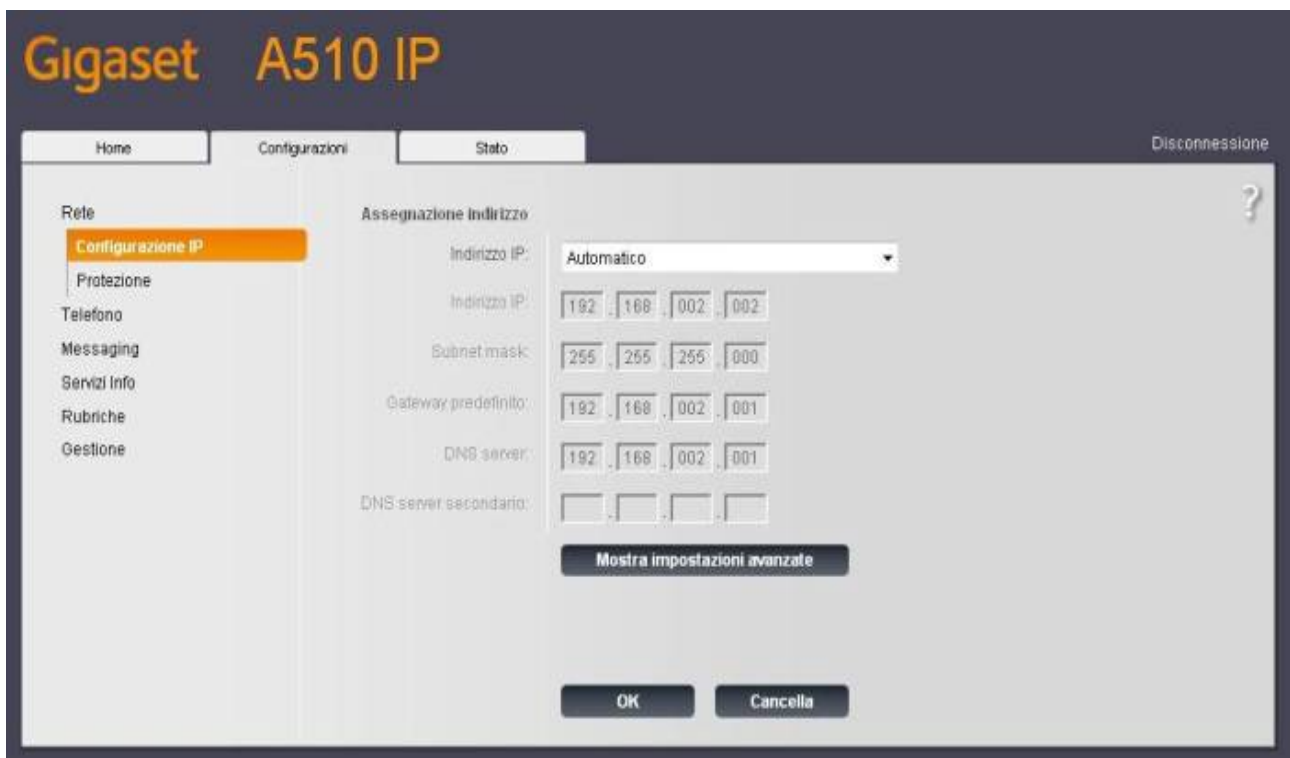 Gigaset A510 IP
Home Configurazioni Stato Disconnessione
?
Rete
Configurazione IP
Protezione
Telefono
Messaging
Servizi Info
Rubriche
Gestione
Assegnazione indirizzo
Indirizzo IP: Automatico
Indirizzo IP: 192 . 168 . 002 . 002
Subnet mask: 255 . 255 . 255 . 000
Gateway predefinito: 192 . 168 . 002 . 001
DNS server: 192 . 168 . 002 . 001
DNS server secondario: . . .
Mostra impostazioni avanzate
OK Cancella